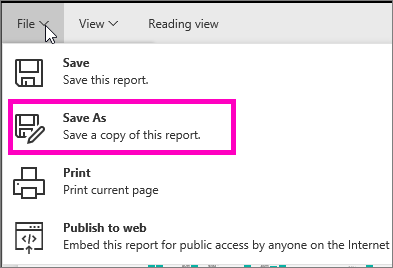 File View Reading view
Save
Save this report.
Save As
Save a copy of this report.
Print
Print current page
Publish to web
Embed this report for public access by anyone on the Internet